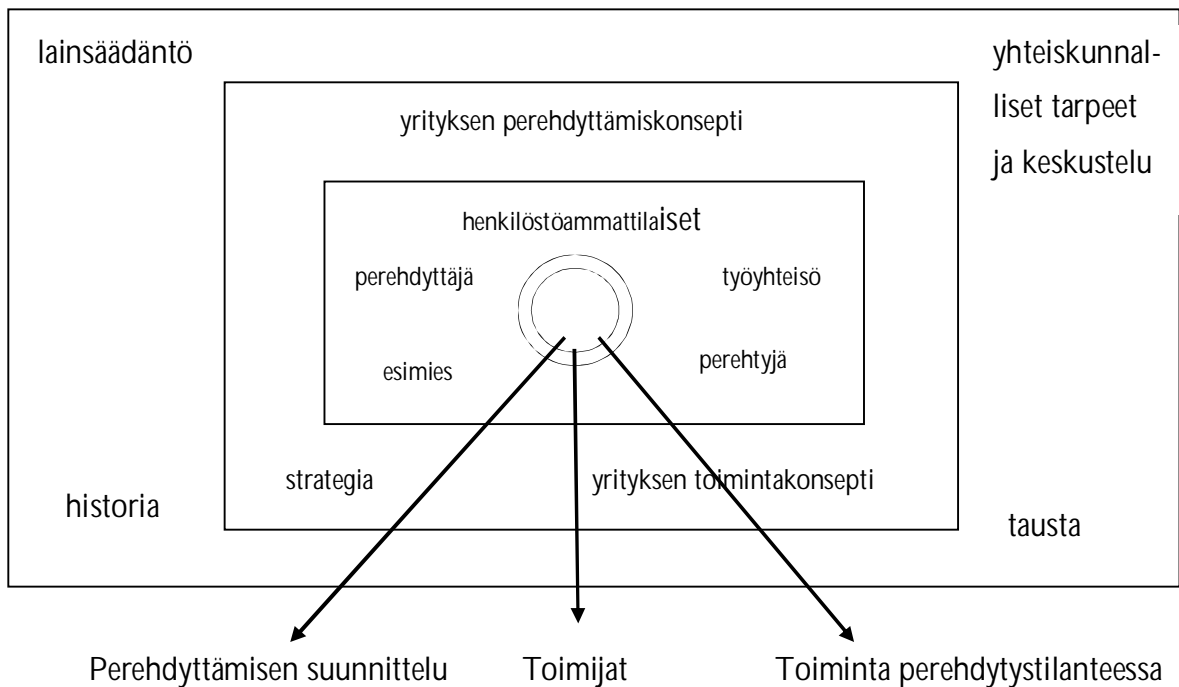 lainsäädäntö
yhteiskunnal-
liset tarpeet
ja keskustelu
yrityksen perehdyttämiskonsepti
henkilöstöammattilaiset
perehdyttäjä
työyhteisö
esimies
perehtyjä
strategia
yrityksen toimintakonsepti
historia
tausta
Perehdyttämisen suunnittelu
Toimijat
Toiminta perehdytystilanteessa